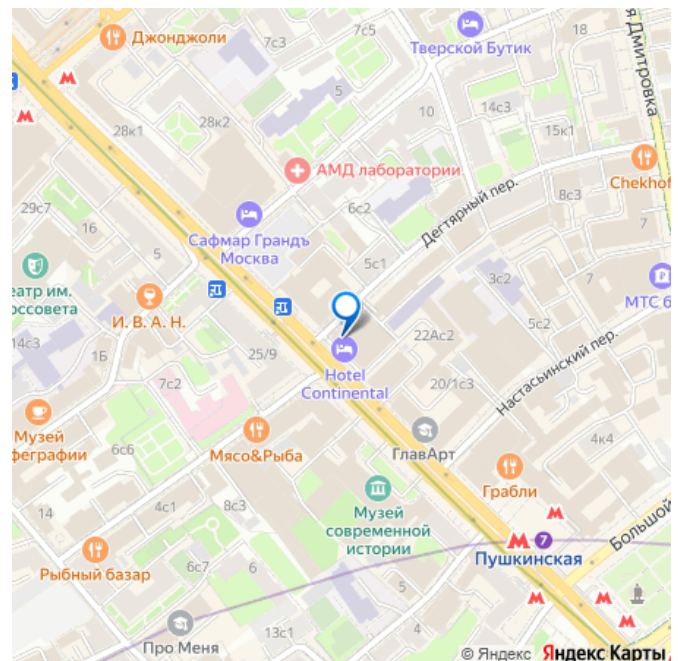 Джонджоли
7с3
7с5
Тверской Бутик
18
я Дмитровка
5
28к1
28к2
10
14с3
15к1
АМД лаборатории
Chekhof
8с3
29с7
16
6с2
Дегтярный пер.
Сафмар Грандъ
Москва
5
5с1
3с2
7
еатр им.
оссовета
И. В. А. Н.
МТС б
14с3
1Б
25/9
22Ас2
5с2
Настасьинский пер.
Hotel
Continental
7с2
20/1с3
Музей
феграфии
6с6
Мясо&Рыба
ГлавАрт
4к4
Грабли
14
4с1
8с3
Музей
современной
истории
Большой
7
Пушкинская
Рыбный базар
6с7
6
5
4
Про Меня
13с1
© Яндекс Яндекс Карты